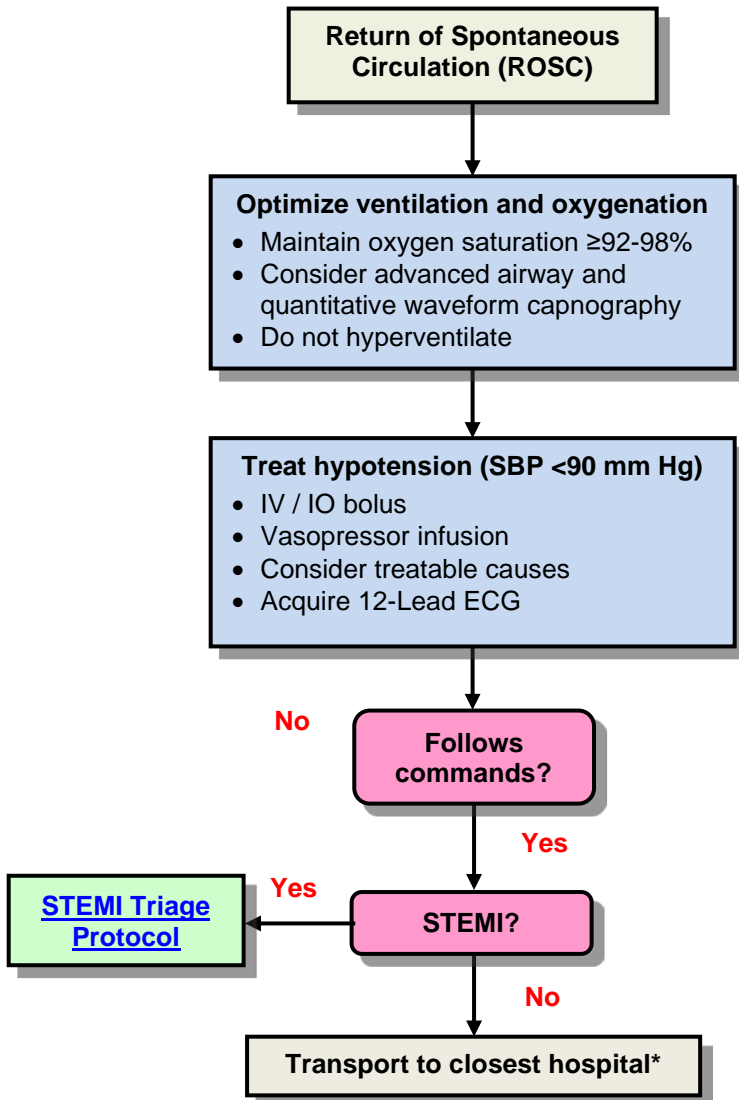 Return of Spontaneous
Circulation (ROSC)
Optimize ventilation and oxygenation
• Maintain oxygen saturation ≥92-98%
• Consider advanced airway and
quantitative waveform capnography
• Do not hyperventilate
Treat hypotension (SBP <90 mm Hg)
• IV / IO bolus
• Vasopressor infusion
• Consider treatable causes
• Acquire 12-Lead ECG
No
Follows
commands?
Yes
Yes
STEMI Triage
Protocol
STEMI?
No
Transport to closest hospital*